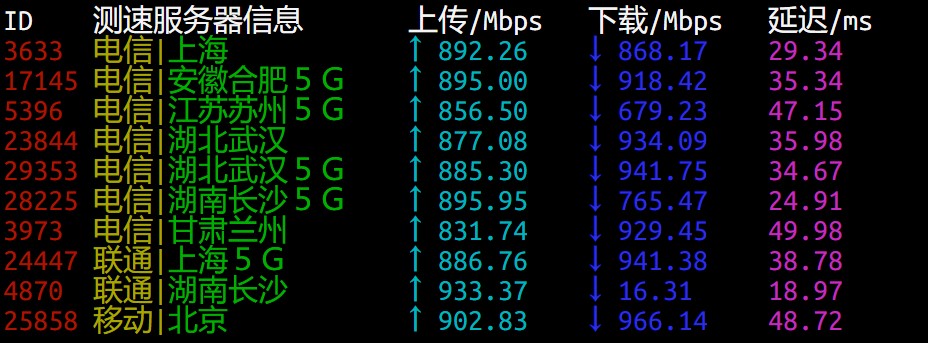 ID 测速服务器信息 上传/Mbps 下载/Mbps 延迟/ms
3633 电信|上海 ↑ 892.26 ↓ 868.17 29.34
17145 电信|安徽合肥5G ↑ 895.00 ↓ 918.42 35.34
5396 电信|江苏苏州5G ↑ 856.50 ↓ 679.23 47.15
23844 电信|湖北武汉 ↑ 877.08 ↓ 934.09 35.98
29353 电信|湖北武汉5G ↑ 885.30 ↓ 941.75 34.67
28225 电信|湖南长沙5G ↑ 895.95 ↓ 765.47 24.91
3973 电信|甘肃兰州 ↑ 831.74 ↓ 929.45 49.98
24447 联通|上海5G ↑ 886.76 ↓ 941.38 38.78
4870 联通|湖南长沙 ↑ 933.37 ↓ 16.31 18.97
25858 移动|北京 ↑ 902.83 ↓ 966.14 48.72